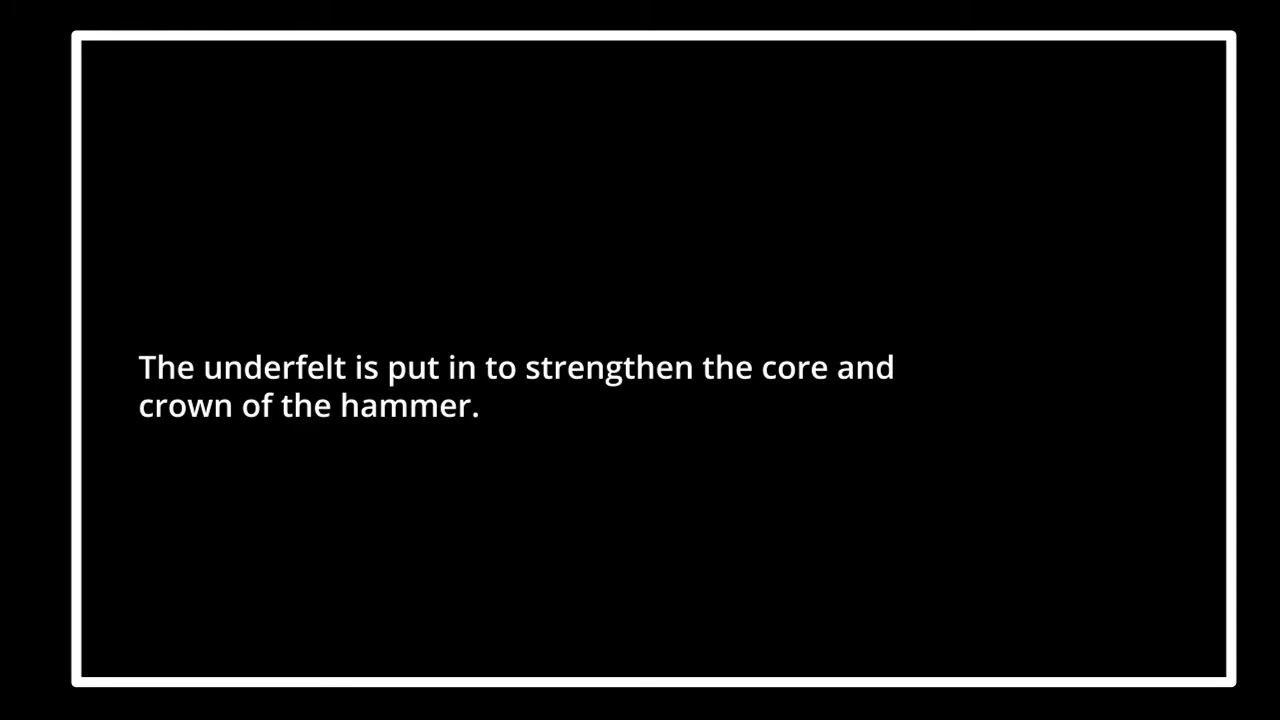 The underfelt is put in to strengthen the core and
crown of the hammer.